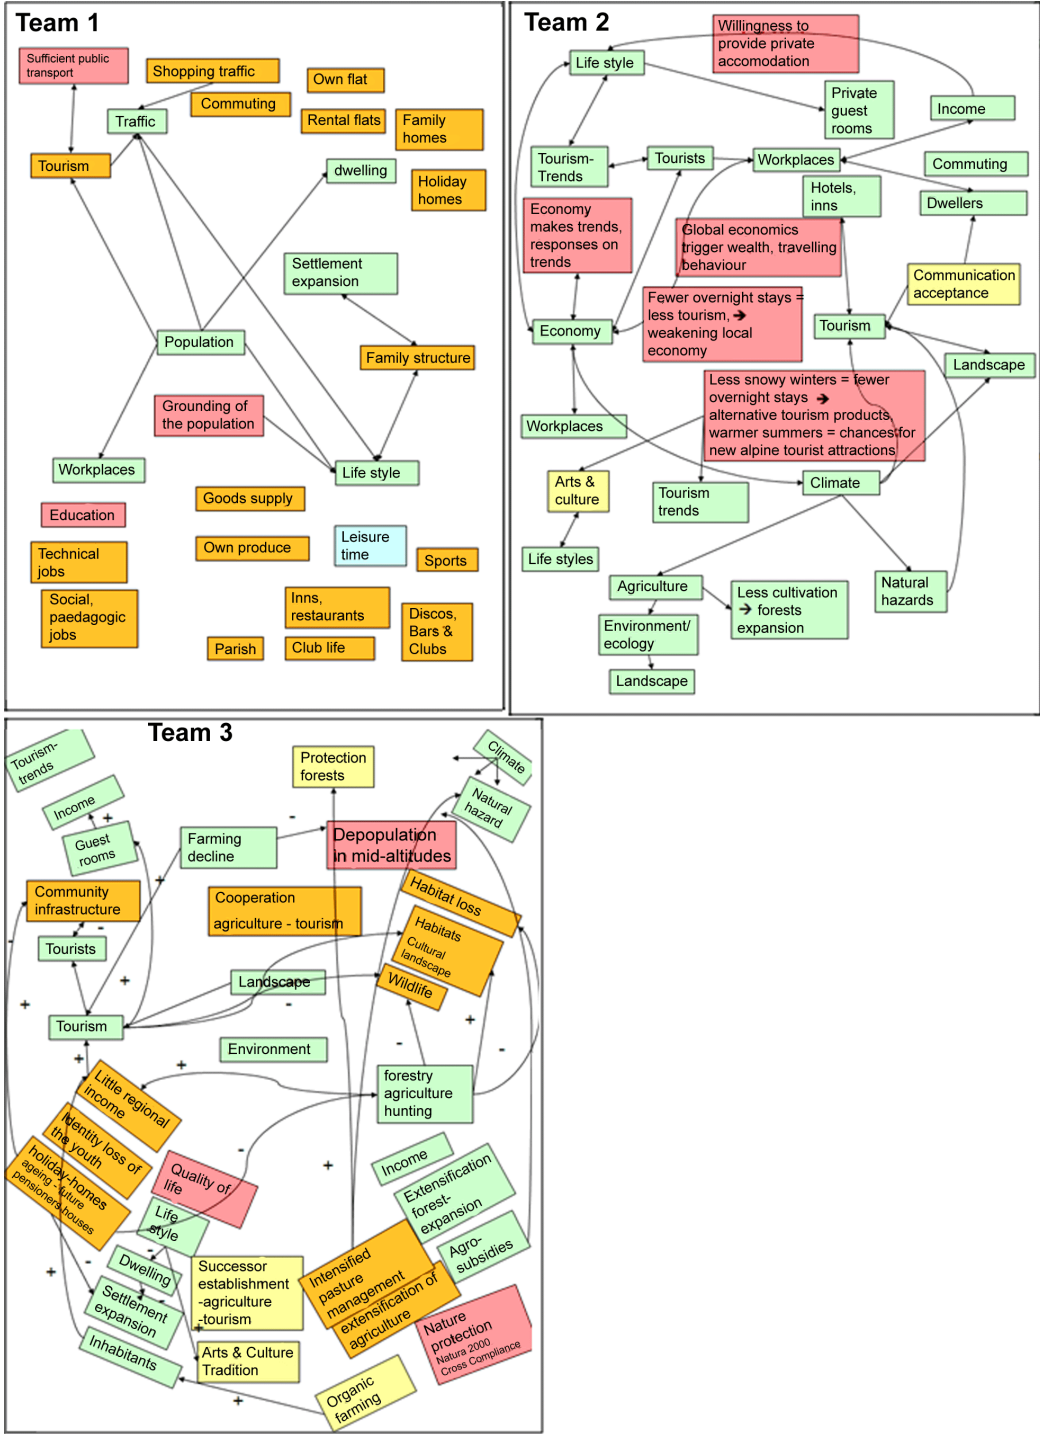 Team 1
Sufficient public
transport
Shopping traffic
Commuting
Own flat
Rental flats
Family
homes
Traffic
Tourism
dwelling
Holiday
homes
Settlement
expansion
Population
Family structure
Grounding of
the population
Workplaces
Life style
Education
Goods supply
Own produce
Leisure
time
Sports
Technical
jobs
Social,
paedagogic
jobs
Inns,
restaurants
Discos,
Bars &
Clubs
Parish
Club life
Team 2
Willingness to
provide private
accomodation
Life style
Private
guest
rooms
Income
Tourism-
Trends
Tourists
Workplaces
Commuting
Hotels,
inns
Dwellers
Economy
makes trends,
responses on
trends
Global economics
trigger wealth, travelling
behaviour
Communication
acceptance
Fewer overnight stays =
less tourism, ➔
weakening local
economy
Economy
Tourism
Landscape
Less snowy winters = fewer
overnight stays ➔
alternative tourism products,
warmer summers = chances for
new alpine tourist attractions
Workplaces
Arts &
culture
Tourism
trends
Climate
Life styles
Agriculture
Less cultivation
➔ forests
expansion
Natural
hazards
Environment/
ecology
Landscape
Team 3
Tourism-
trends
Protection
forests
Climate
Income
+
Natural
hazard
Guest
rooms
Farming
decline
-
Depopulation
in mid-altitudes
+
Community
infrastructure
Cooperation
agriculture - tourism
Habitat loss
Habitats
Cultural
landscape
-
-
Tourists
+
Landscape
Wildlife
+
-
Tourism
+
Environment
-
-
+
+
Little regional
income
forestry
agriculture
hunting
Identity loss of
the youth
-
+
holiday-homes
ageing - future
pensioners houses
Quality of
life
Income
Extensification
forest-
expansion
Life
style
-
Agro-
subsidies
+
-
Dwelling
Successor
establishment
-agriculture
-tourism
Intensified
pasture
management
Settlement
expansion
-
extensification of
agriculture
+
Nature
protection
Natura 2000
Cross Compliance
Inhabitants
Arts & Culture
Tradition
Organic
farming
+